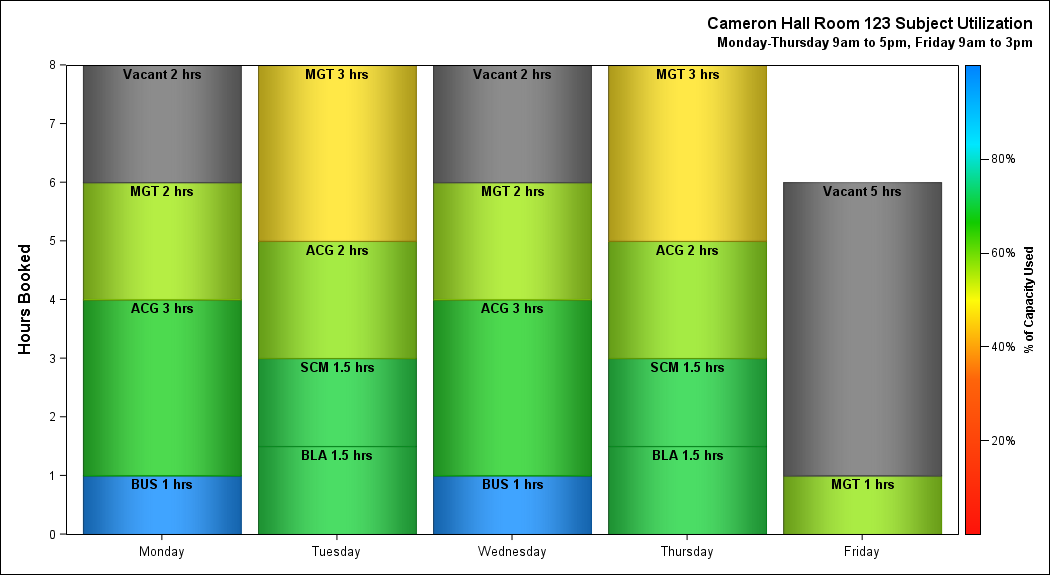 Cameron Hall Room 123 Subject Utilization
Monday-Thursday 9am to 5pm, Friday 9am to 3pm
Hours Booked
8
7
6
5
4
3
2
1
0
Vacant 2 hrs
MGT 2 hrs
ACG 3 hrs
BUS 1 hrs
MGT 3 hrs
ACG 2 hrs
SCM 1.5 hrs
BLA 1.5 hrs
Vacant 2 hrs
MGT 2 hrs
ACG 3 hrs
BUS 1 hrs
MGT 3 hrs
ACG 2 hrs
SCM 1.5 hrs
BLA 1.5 hrs
Vacant 5 hrs
MGT 1 hrs
Monday
Tuesday
Wednesday
Thursday
Friday
80%
60%
40%
20%
% of Capacity Used